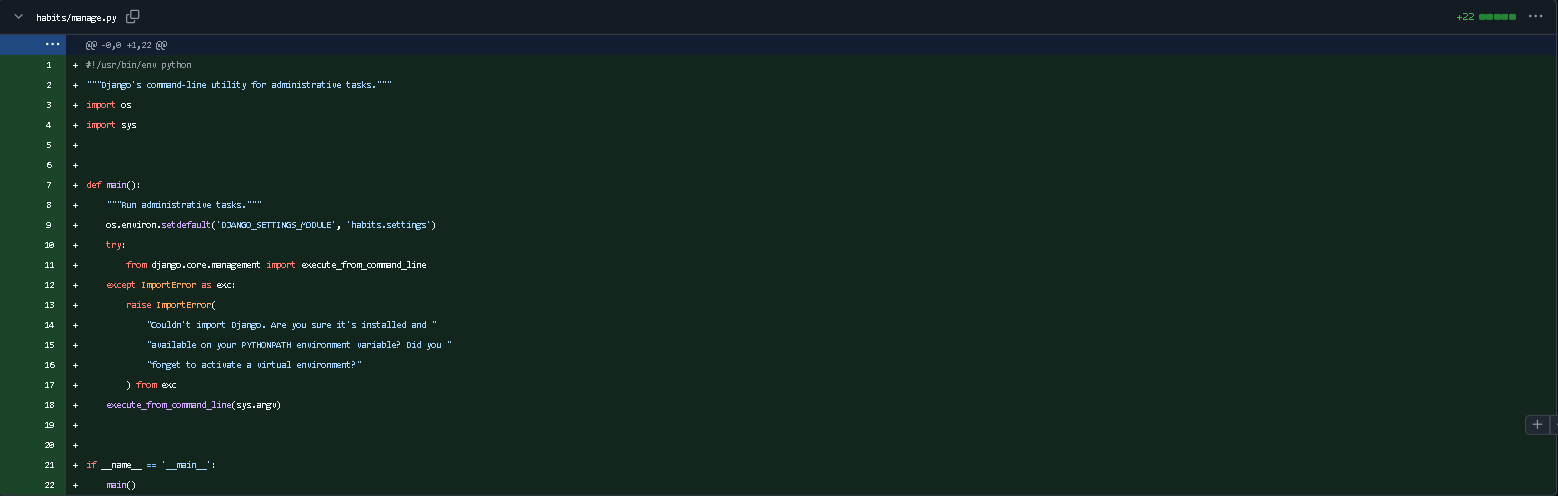 habits/manage.py
+22
@@ -0,0 +1,22 @@
1 + #!/usr/bin/env python
2 + """Django's command-line utility for administrative tasks."""
3 + import os
4 + import sys
5 +
6 +
7 + def main():
8 +     """Run administrative tasks."""
9 +     os.environ.setdefault('DJANGO_SETTINGS_MODULE', 'habits.settings')
10 +     try:
11 +         from django.core.management import execute_from_command_line
12 +     except ImportError as exc:
13 +         raise ImportError(
14 +             "Couldn't import Django. Are you sure it's installed and "
15 +             "available on your PYTHONPATH environment variable? Did you "
16 +             "forget to activate a virtual environment?"
17 +         ) from exc
18 +     execute_from_command_line(sys.argv)
19 +
20 +
21 + if __name__ == '__main__':
22 +     main()